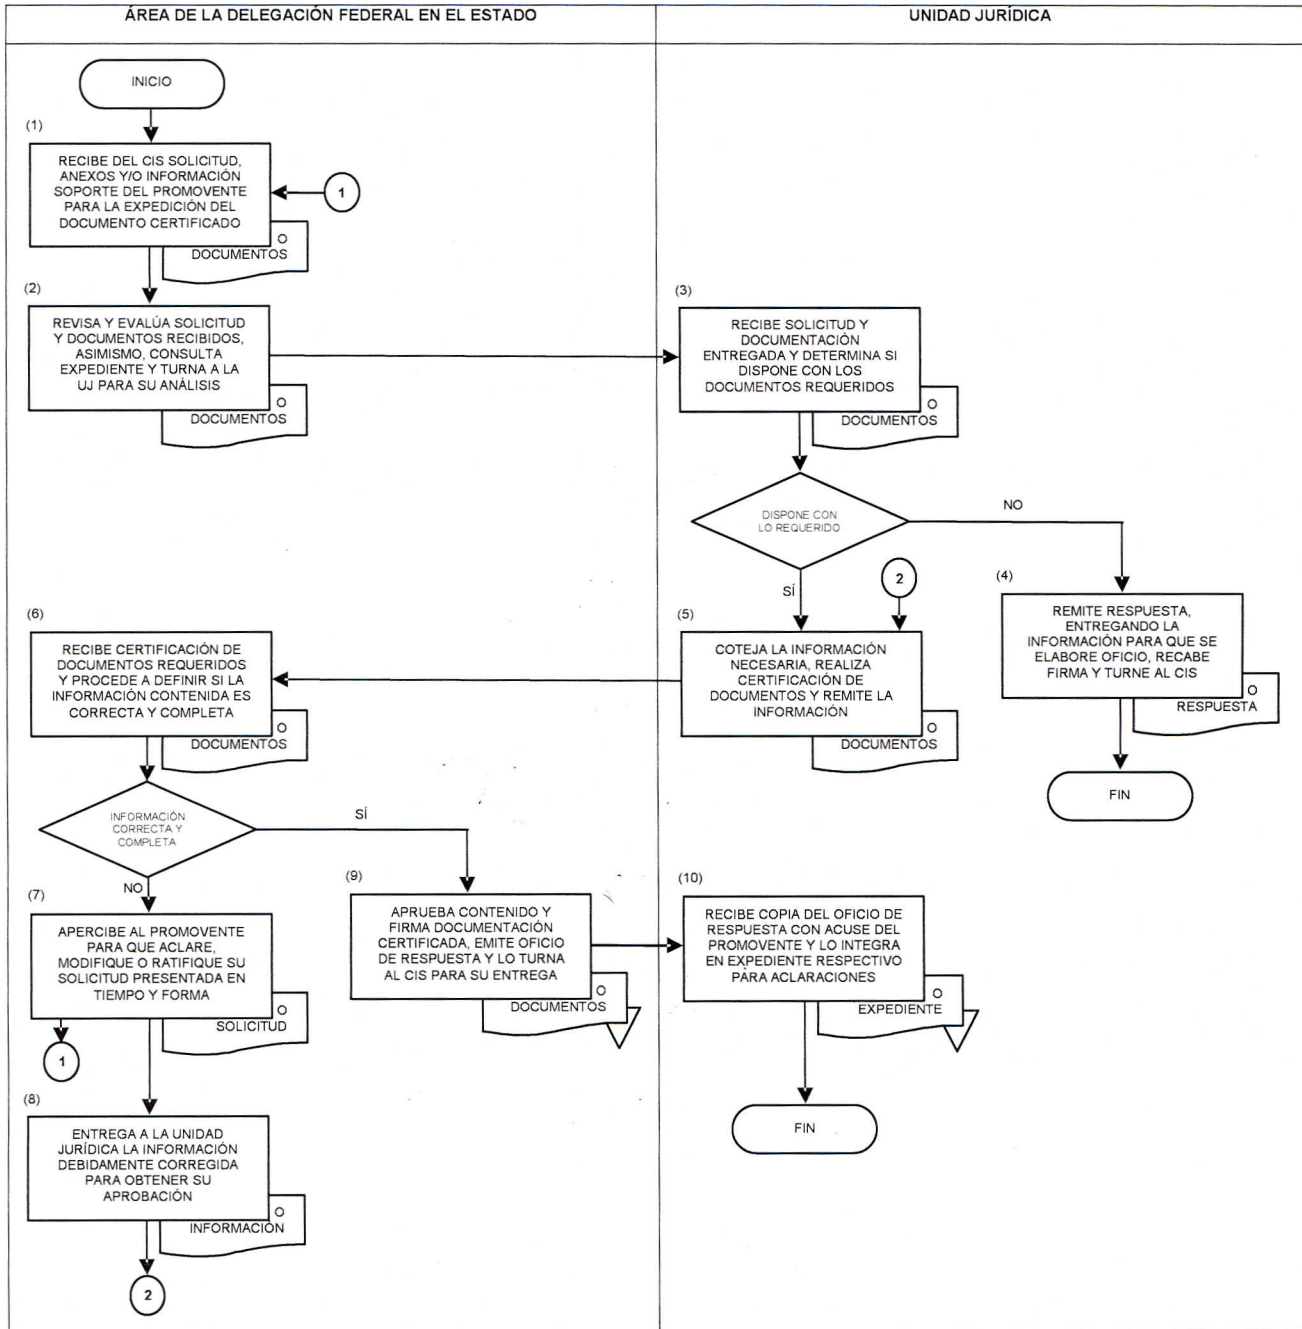 ÁREA DE LA DELEGACIÓN FEDERAL EN EL ESTADO
UNIDAD JURÍDICA
INICIO
(1)
RECIBE DEL CIS SOLICITUD,
ANEXOS Y/O INFORMACIÓN
SOPORTE DEL PROMOVENTE
PARA LA EXPEDICIÓN DEL
DOCUMENTO CERTIFICADO
1
O
DOCUMENTOS
(2)
REVISA Y EVALÚA SOLICITUD
Y DOCUMENTOS RECIBIDOS,
ASIMISMO, CONSULTA
EXPEDIENTE Y TURNA A LA
UJ PARA SU ANÁLISIS
O
DOCUMENTOS
(3)
RECIBE SOLICITUD Y
DOCUMENTACIÓN
ENTREGADA Y DETERMINA SI
DISPONE CON LOS
DOCUMENTOS REQUERIDOS
O
DOCUMENTOS
DISPONE CON
LO REQUERIDO
NO
SÍ
2
(4)
REMITE RESPUESTA,
ENTREGANDO LA
INFORMACIÓN PARA QUE SE
ELABORE OFICIO, RECABE
FIRMA Y TURNE AL CIS
O
RESPUESTA
FIN
(5)
COTEJA LA INFORMACIÓN
NECESARIA, REALIZA
CERTIFICACIÓN DE
DOCUMENTOS Y REMITE LA
INFORMACIÓN
O
DOCUMENTOS
(6)
RECIBE CERTIFICACIÓN DE
DOCUMENTOS REQUERIDOS
Y PROCEDE A DEFINIR SI LA
INFORMACIÓN CONTENIDA ES
CORRECTA Y COMPLETA
O
DOCUMENTOS
INFORMACIÓN
CORRECTA Y
COMPLETA
SÍ
NO
(7)
APERCIBE AL PROMOVENTE
PARA QUE ACLARE,
MODIFIQUE O RATIFIQUE SU
SOLICITUD PRESENTADA EN
TIEMPO Y FORMA
O
SOLICITUD
1
(8)
ENTREGA A LA UNIDAD
JURÍDICA LA INFORMACIÓN
DEBIDAMENTE CORREGIDA
PARA OBTENER SU
APROBACIÓN
O
INFORMACIÓN
2
(9)
APRUEBA CONTENIDO Y
FIRMA DOCUMENTACIÓN
CERTIFICADA, EMITE OFICIO
DE RESPUESTA Y LO TURNA
AL CIS PARA SU ENTREGA
O
DOCUMENTOS
(10)
RECIBE COPIA DEL OFICIO DE
RESPUESTA CON ACUSE DEL
PROMOVENTE Y LO INTEGRA
EN EXPEDIENTE RESPECTIVO
PARA ACLARACIONES
O
EXPEDIENTE
FIN